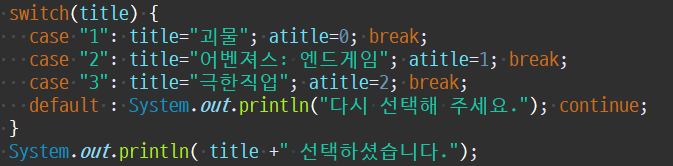 switch(title) {
case "1": title="괴물"; atitle=0; break;
case "2": title="어벤져스: 엔드게임"; atitle=1; break;
case "3": title="극한직업"; atitle=2; break;
default : System.out.println("다시 선택해 주세요."); continue;
}
System.out.println( title +" 선택하셨습니다.");